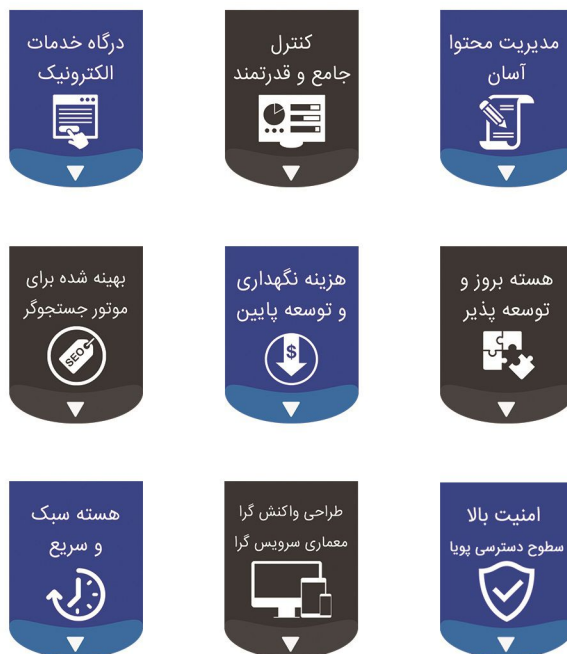 مدیریت محتوا
آسان
کنترل
جامع و قدرتمند
درگاه خدمات
الکترونیک
هسته بروز و
توسعه پذیر
هزینه نگهداری
و توسعه پایین
$
بهینه شده برای
موتور جستجوگر
SEO
امنیت بالا
سطوح دسترسی پویا
طراحی واکنش گرا
معماری سرویس گرا
هسته سبک
و سریع